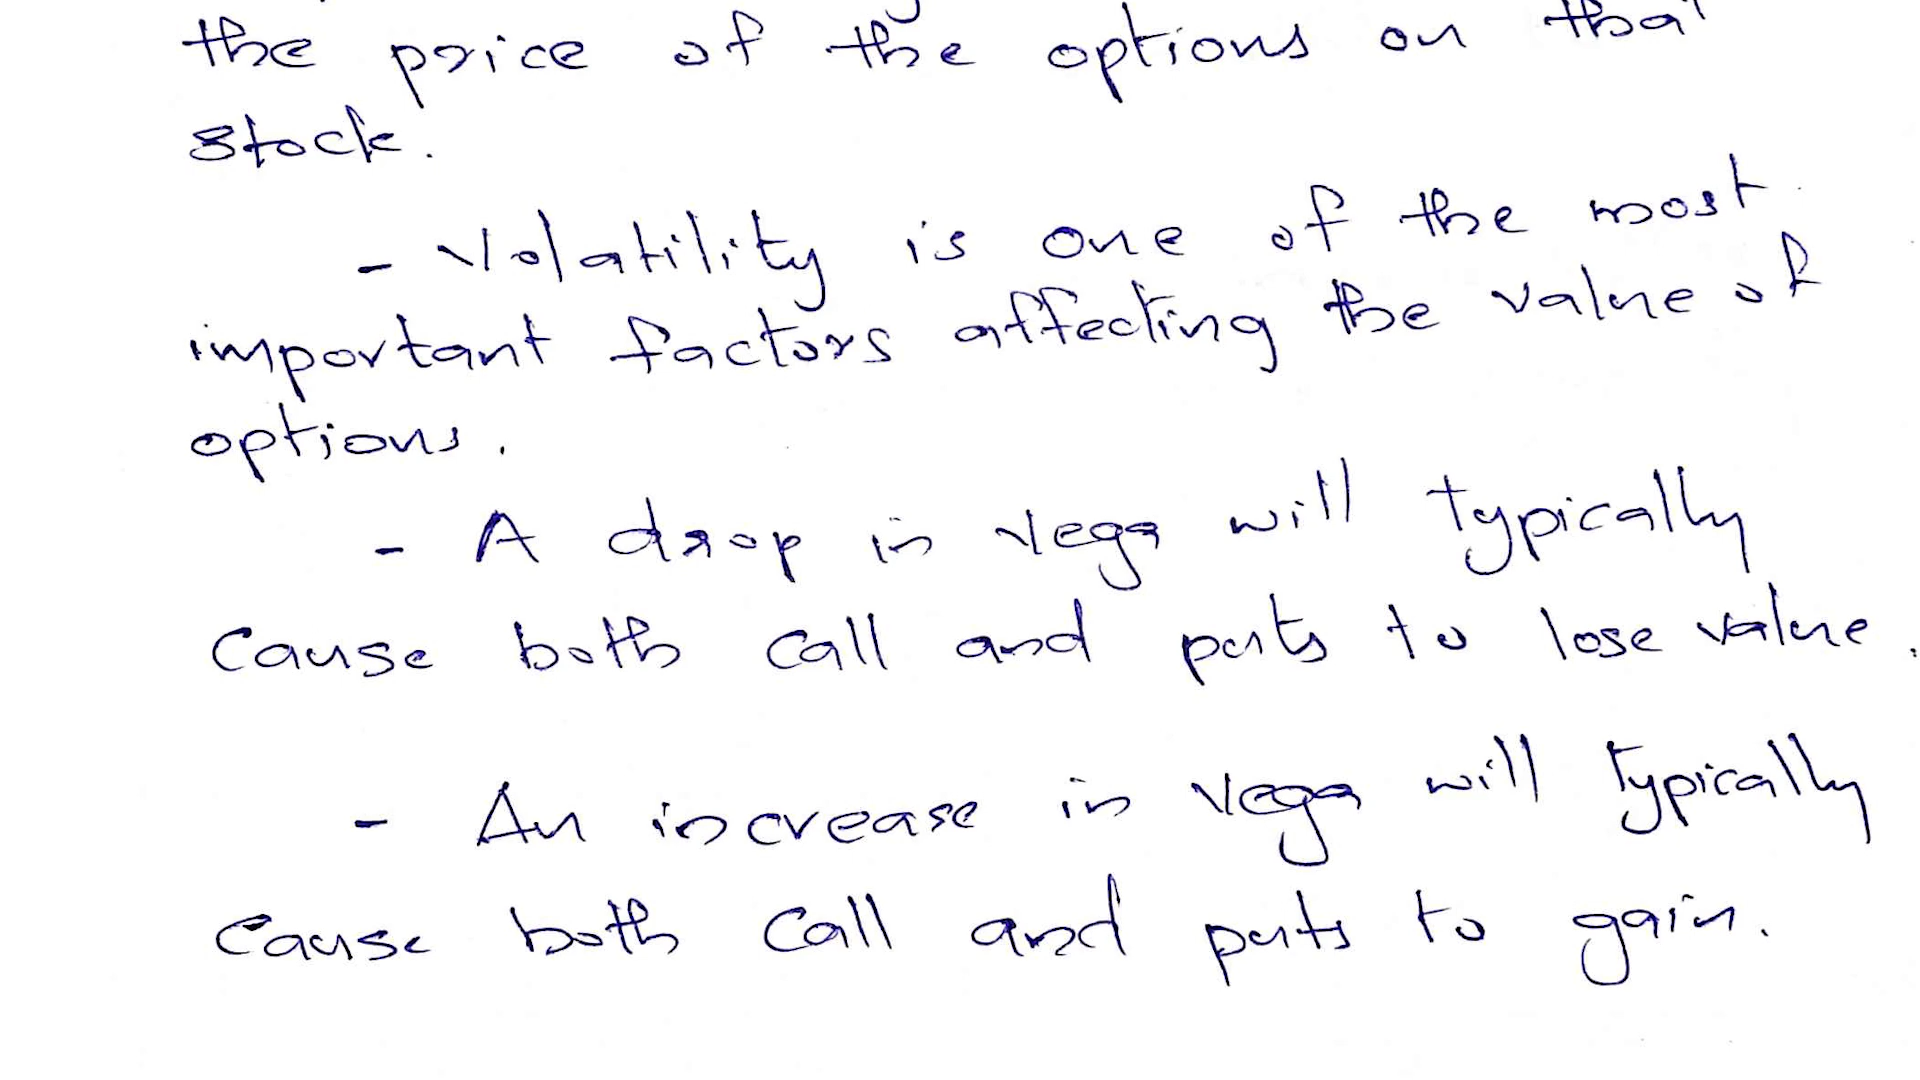 the price of the options on that
stock.
- Volatility is one of the most
important factors affecting the value of
options.
- A drop in vega will typically
cause both call and puts to lose value.
- An increase in vega will typically
cause both call and puts to gain.